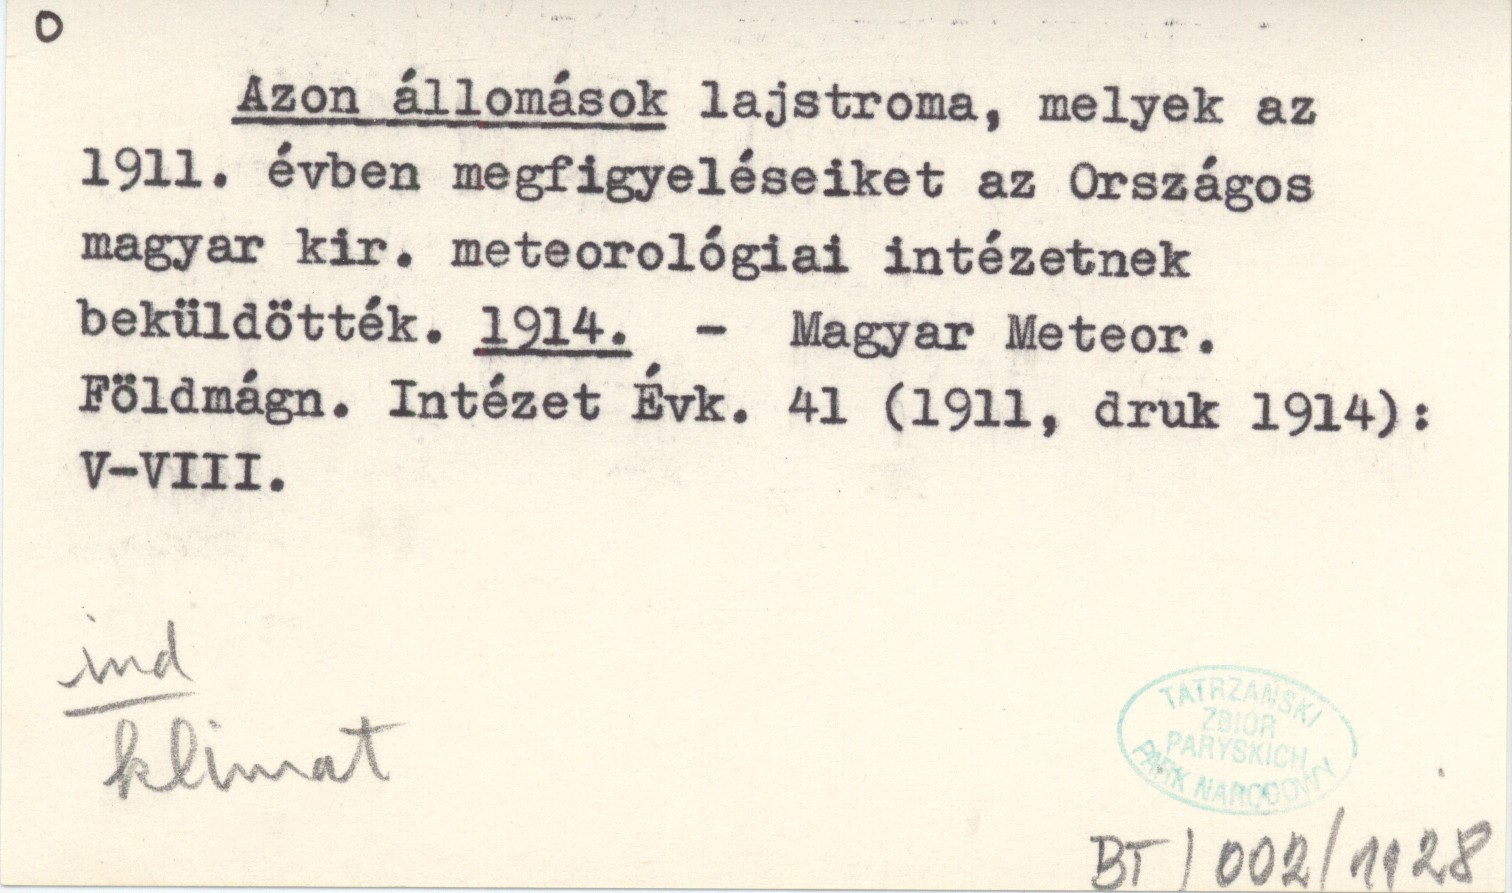 O
Azon állomások lajstroma, melyek az
1911. évben megfigyeléseiket az Országos
magyar kir. meteorológiai intézetnek
beküldötték. 1914. - Magyar Meteor.
Földmágn. Intézet Évk. 41 (1911, druk 1914):
V-VIII.
ind
klimat
TATRZAŃSKI
ZBIÓR
PARYSKICH
PARK NARODOWY
BT/002/1128